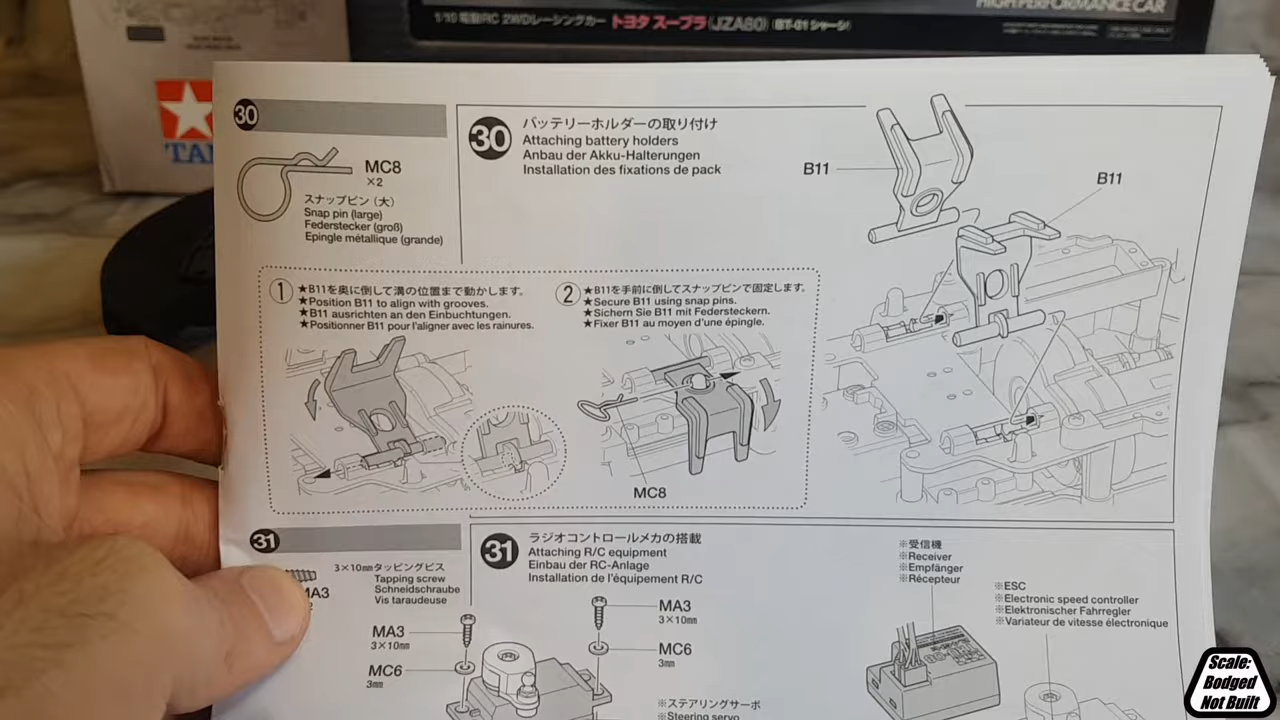 HIGH PERFORMANCE CAR
1/10 電動RC 2WDレーシングカー トヨタ スープラ(JZA80) (BT-01シャーシ)
TAM
30
MC8
×2
スナップピン (大)
Snap pin (large)
Federstecker (groß)
Epingle métallique (grande)
30
バッテリーホルダーの取り付け
Attaching battery holders
Anbau der Akku-Halterungen
Installation des fixations de pack
B11
B11
1
★B11を奥に倒して溝の位置まで動かします。
★Position B11 to align with grooves.
★B11 ausrichten an den Einbuchtungen.
★Positionner B11 pour l'aligner avec les rainures.
2
★B11を手前に倒してスナップピンで固定します。
★Secure B11 using snap pins.
★Sichern Sie B11 mit Federsteckern.
★Fixer B11 au moyen d'une épingle.
MC8
31
3×10mmタッピングビス
Tapping screw
Schneidschraube
Vis taraudeuse
MA3
MA3
3×10mm
MC6
3mm
31
ラジオコントロールメカの搭載
Attaching R/C equipment
Einbau der RC-Anlage
Installation de l'équipement R/C
MA3
3×10mm
MC6
3mm
※ステアリングサーボ
※Steering servo
※受信機
※Receiver
※Empfänger
※Récepteur
※ESC
※Electronic speed controller
※Elektronischer Fahrregler
※Variateur de vitesse électronique
Scale:
Bodged
Not Built